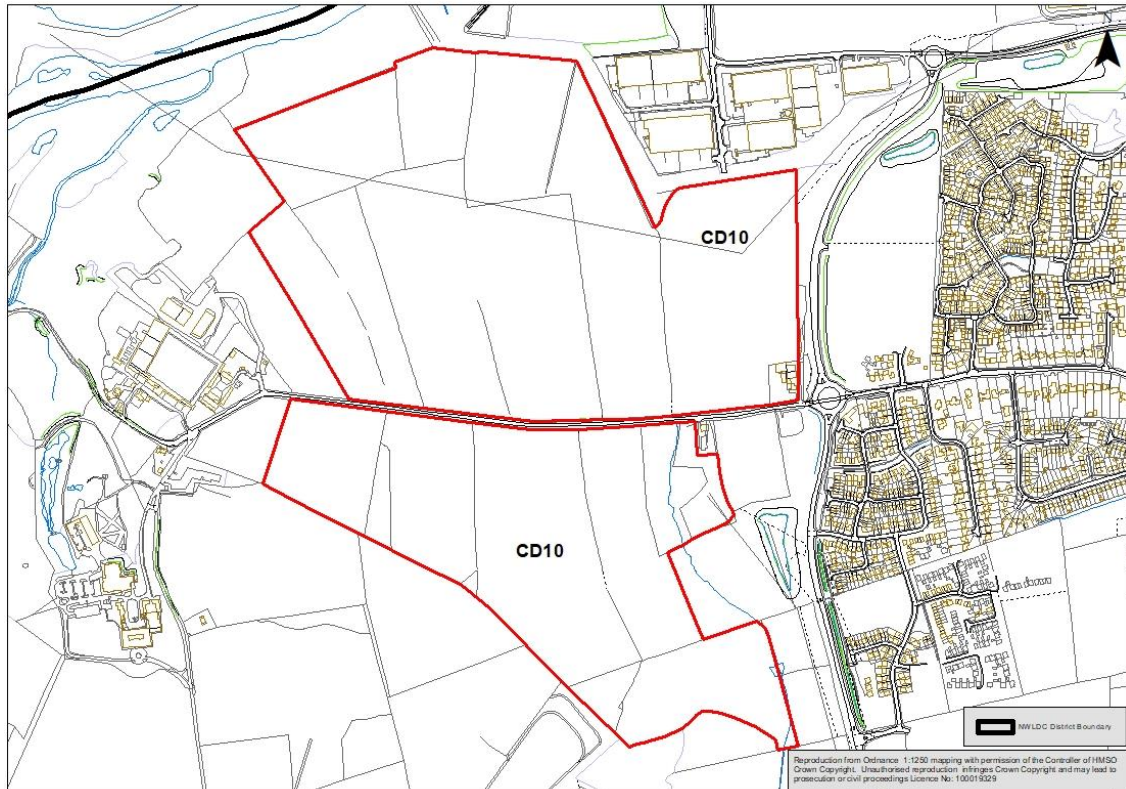 CD10
CD10
NWLDC District Boundary
Reproduction from Ordnance 1:1250 mapping with permission of the Controller of HMSO
Crown Copyright. Unauthorised reproduction infringes Crown Copyright and may lead to
prosecution or civil proceedings Licence No: 100019329